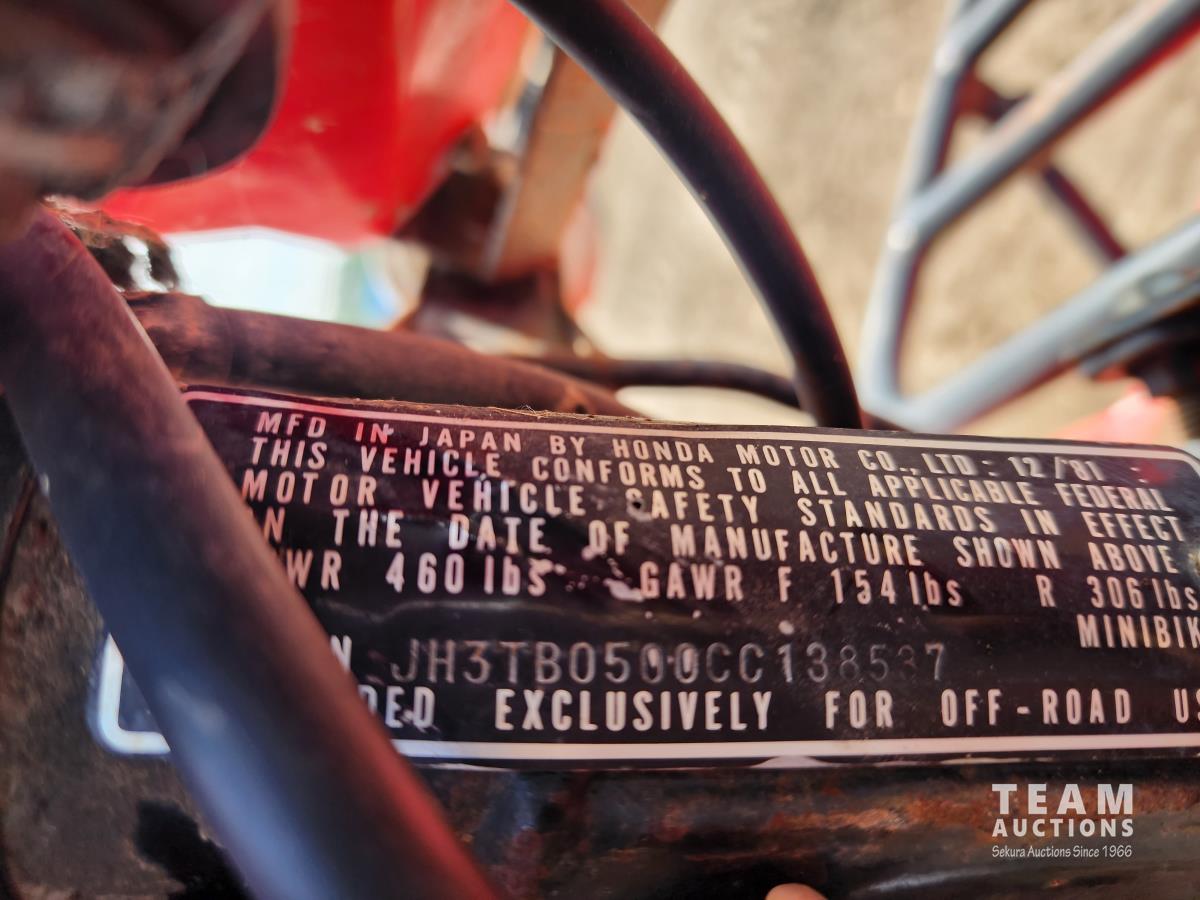 MFD IN JAPAN BY HONDA MOTOR CO., LTD.: 12/'81.
THIS VEHICLE CONFORMS TO ALL APPLICABLE FEDERAL
MOTOR VEHICLE SAFETY STANDARDS IN EFFECT
N THE DATE OF MANUFACTURE SHOWN ABOVE
WR 460 lbs GAWR F 154 lbs R 306 lbs
MINIBIK
N JH3TB0500CC138537
DED EXCLUSIVELY FOR OFF-ROAD US
TEAM
AUCTIONS
Sekura Auctions Since 1966